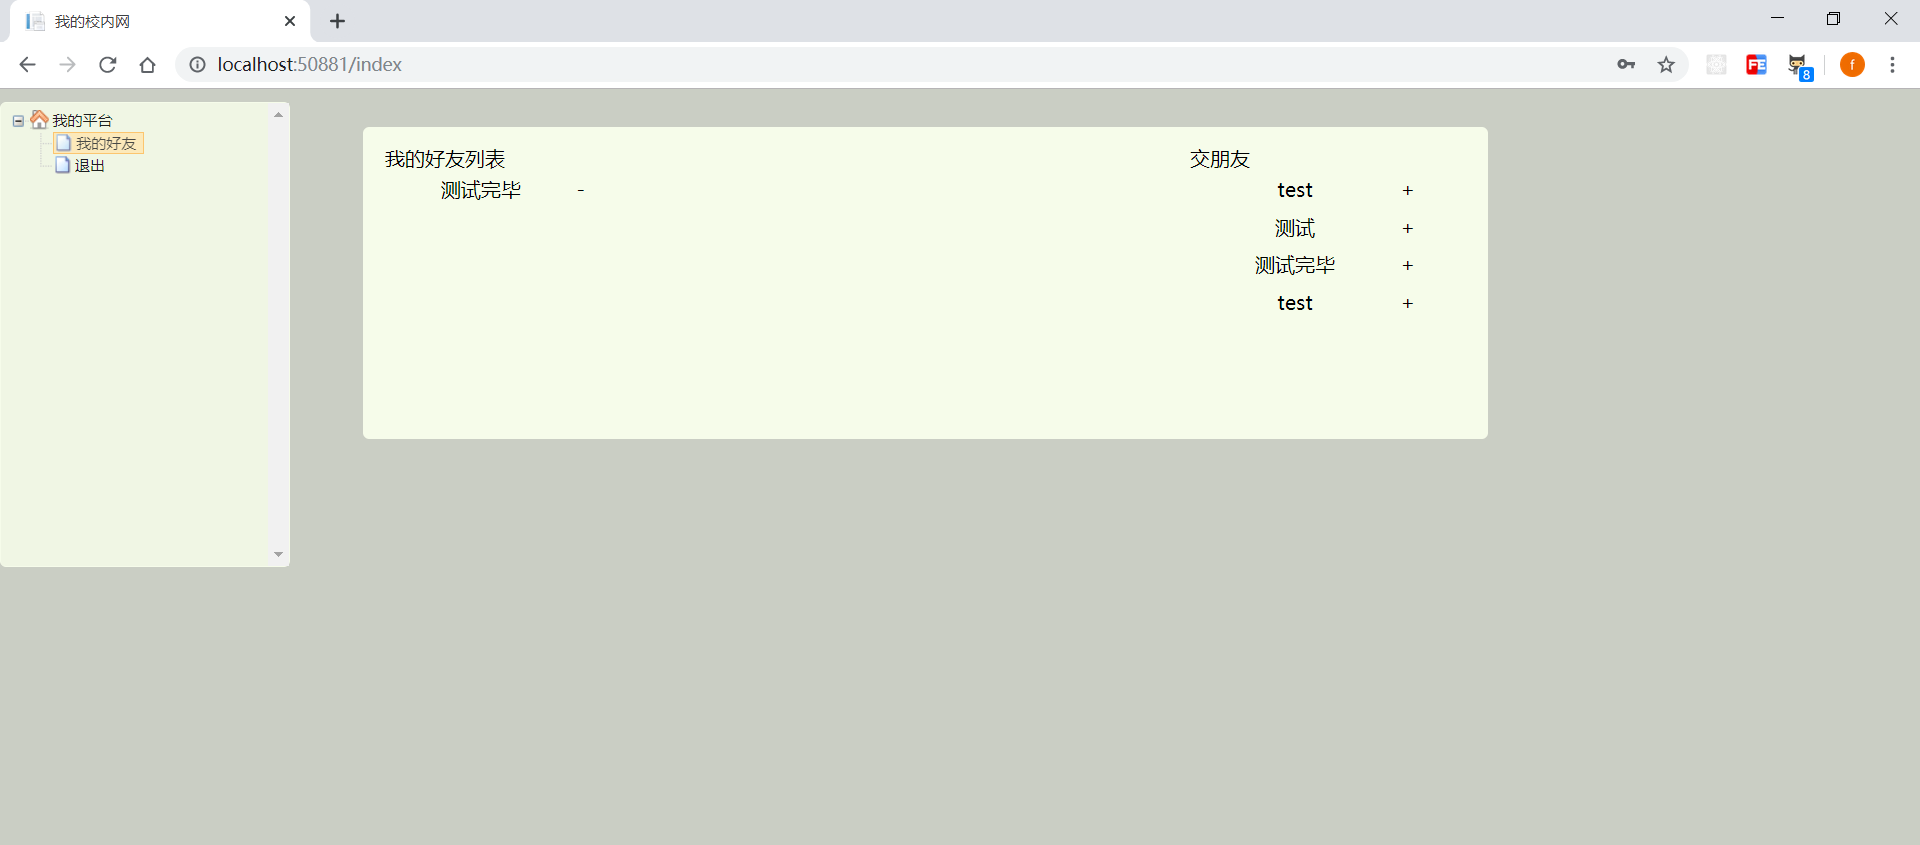 我的校内网
localhost:50881/index
8
f
我的平台
我的好友
退出
我的好友列表
测试完毕 -
交朋友
test +
测试 +
测试完毕 +
test +